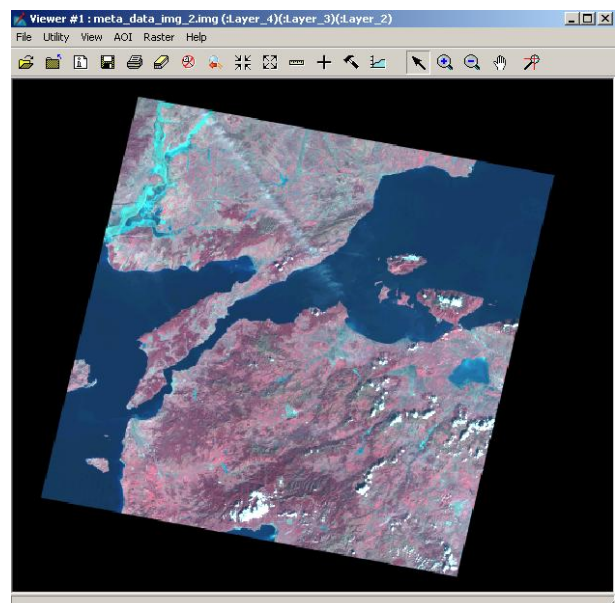 Viewer #1 : meta_data_img_2.img (:Layer_4)(:Layer_3)(:Layer_2)
File Utility View AOI Raster Help